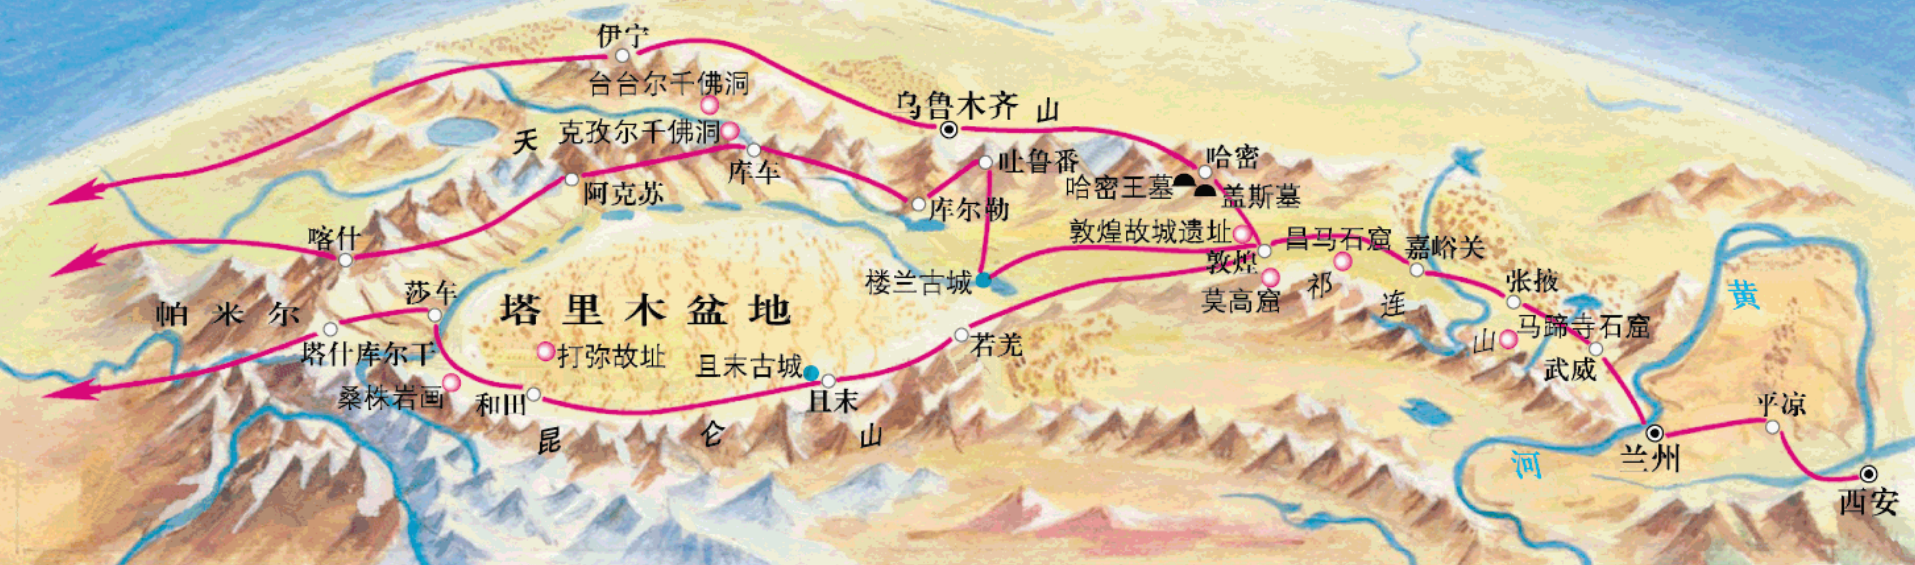 伊宁
台台尔千佛洞
乌鲁木齐
山
天
克孜尔千佛洞
库车
吐鲁番
哈密
哈密王墓
盖斯墓
阿克苏
库尔勒
敦煌故城遗址
昌马石窟
嘉峪关
喀什
敦煌
楼兰古城
莫高窟
祁
连
山
张掖
黄
莎车
帕米尔
塔里木盆地
马蹄寺石窟
塔什库尔干
打弥故址
且末古城
若羌
武威
桑株岩画
和田
且末
平凉
昆
仑
山
兰州
河
西安